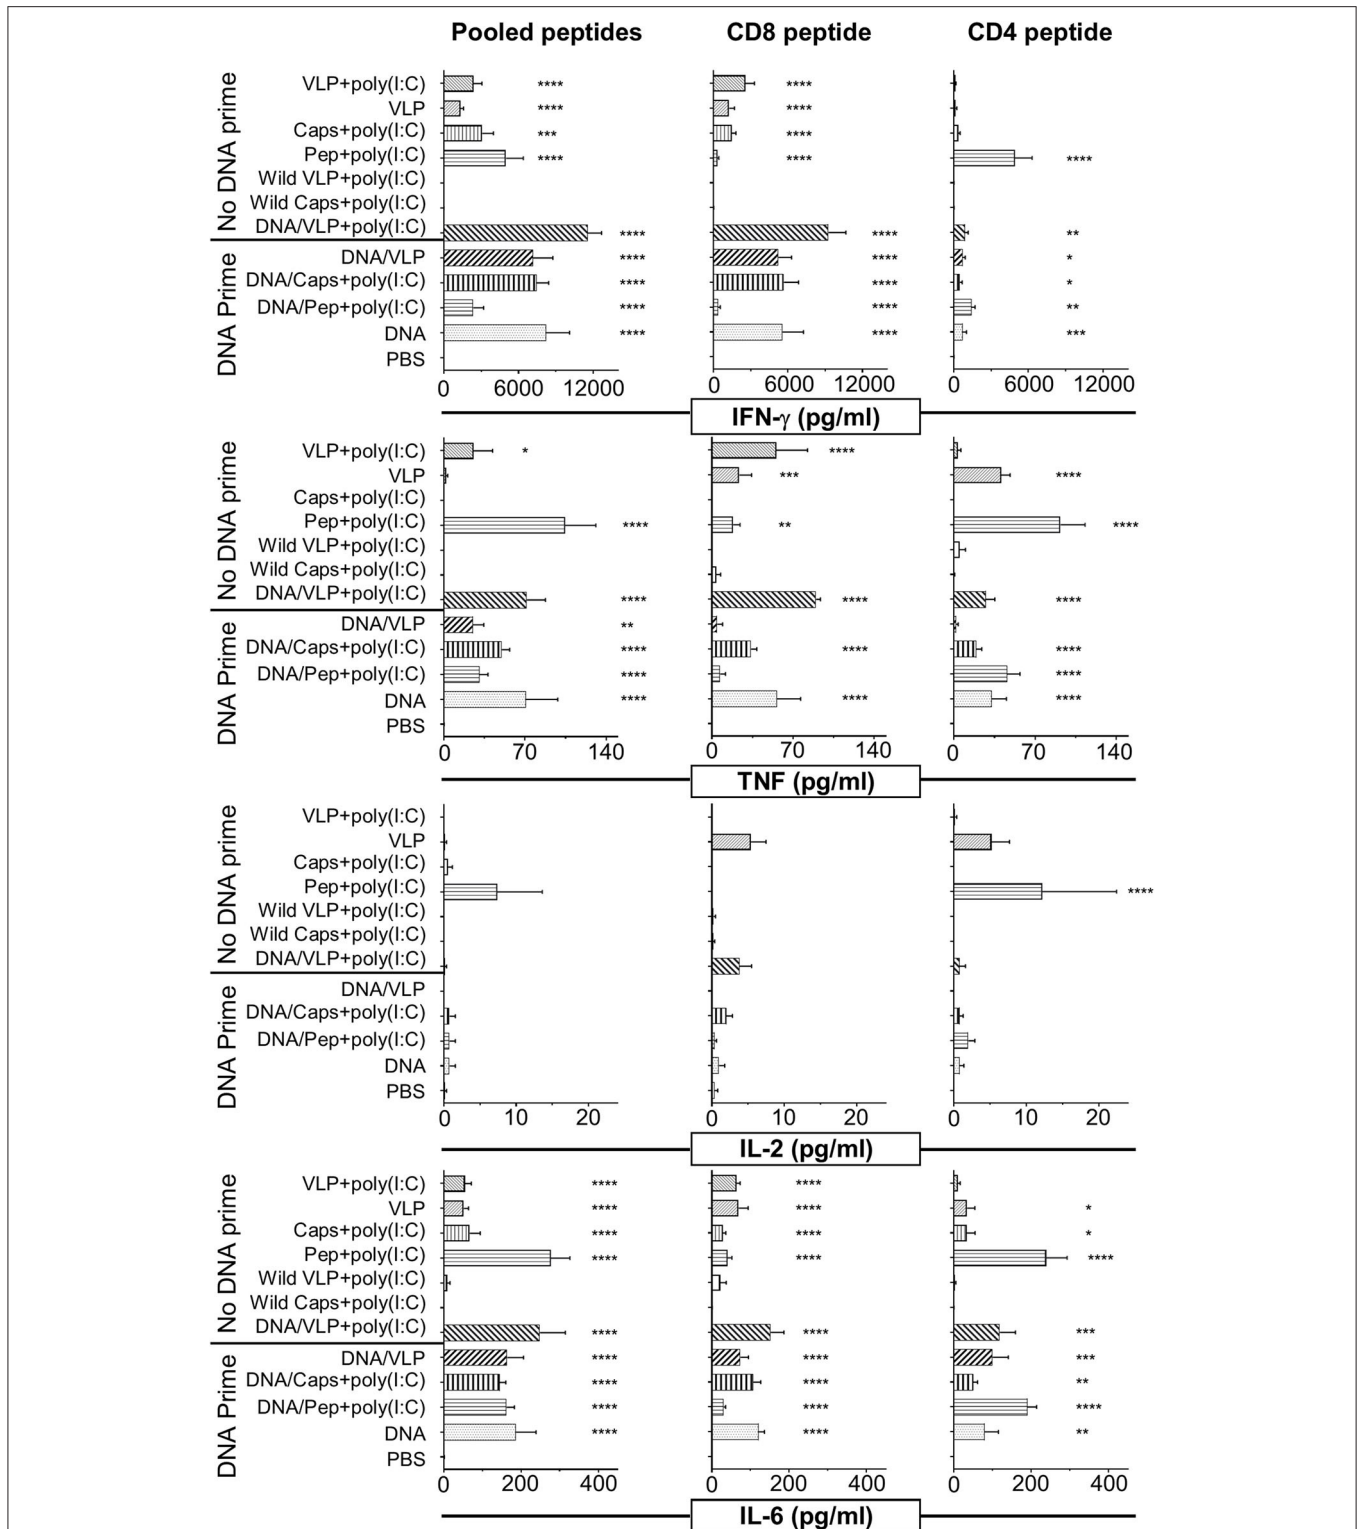 Pooled peptides CD8 peptide CD4 peptide
No DNA prime
DNA Prime
VLP+poly(I:C) **** ****
VLP **** ****
Caps+poly(I:C) *** ****
Pep+poly(I:C) **** **** ****
Wild VLP+poly(I:C)
Wild Caps+poly(I:C)
DNA/VLP+poly(I:C) **** **** **
DNA/VLP **** **** *
DNA/Caps+poly(I:C) **** **** *
DNA/Pep+poly(I:C) **** **** **
DNA **** **** ***
PBS
0 6000 12000 0 6000 12000 0 6000 12000
IFN-γ (pg/ml)
No DNA prime
DNA Prime
VLP+poly(I:C) * ****
VLP *** ****
Caps+poly(I:C)
Pep+poly(I:C) **** ** ****
Wild VLP+poly(I:C)
Wild Caps+poly(I:C)
DNA/VLP+poly(I:C) **** **** ****
DNA/VLP **
DNA/Caps+poly(I:C) **** **** ****
DNA/Pep+poly(I:C) **** ****
DNA **** **** ****
PBS
0 70 140 0 70 140 0 70 140
TNF (pg/ml)
No DNA prime
DNA Prime
VLP+poly(I:C)
VLP
Caps+poly(I:C)
Pep+poly(I:C) ****
Wild VLP+poly(I:C)
Wild Caps+poly(I:C)
DNA/VLP+poly(I:C)
DNA/VLP
DNA/Caps+poly(I:C)
DNA/Pep+poly(I:C)
DNA
PBS
0 10 20 0 10 20 0 10 20
IL-2 (pg/ml)
No DNA prime
DNA Prime
VLP+poly(I:C) **** ****
VLP **** **** *
Caps+poly(I:C) **** **** *
Pep+poly(I:C) **** **** ****
Wild VLP+poly(I:C)
Wild Caps+poly(I:C)
DNA/VLP+poly(I:C) **** **** ***
DNA/VLP **** **** ***
DNA/Caps+poly(I:C) **** **** **
DNA/Pep+poly(I:C) **** **** ****
DNA **** **** **
PBS
0 200 400 0 200 400 0 200 400
IL-6 (pg/ml)